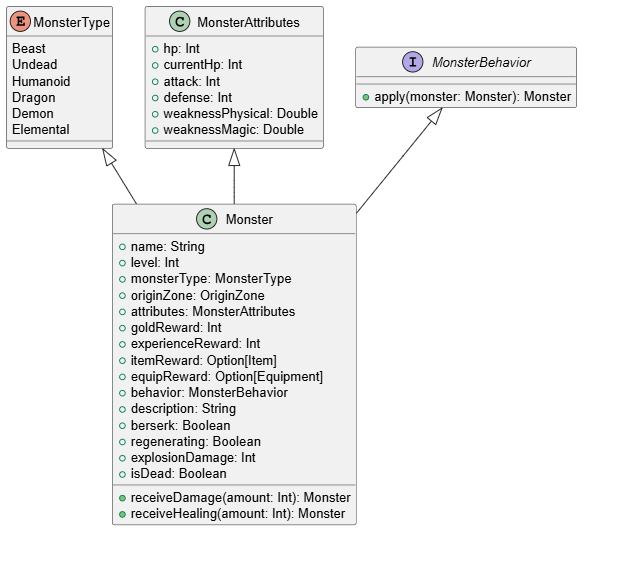 E MonsterType
Beast
Undead
Humanoid
Dragon
Demon
Elemental
C MonsterAttributes
hp: Int
currentHp: Int
attack: Int
defense: Int
weaknessPhysical: Double
weaknessMagic: Double
I MonsterBehavior
apply(monster: Monster): Monster
C Monster
name: String
level: Int
monsterType: MonsterType
originZone: OriginZone
attributes: MonsterAttributes
goldReward: Int
experienceReward: Int
itemReward: Option[Item]
equipReward: Option[Equipment]
behavior: MonsterBehavior
description: String
berserk: Boolean
regenerating: Boolean
explosionDamage: Int
isDead: Boolean
receiveDamage(amount: Int): Monster
receiveHealing(amount: Int): Monster